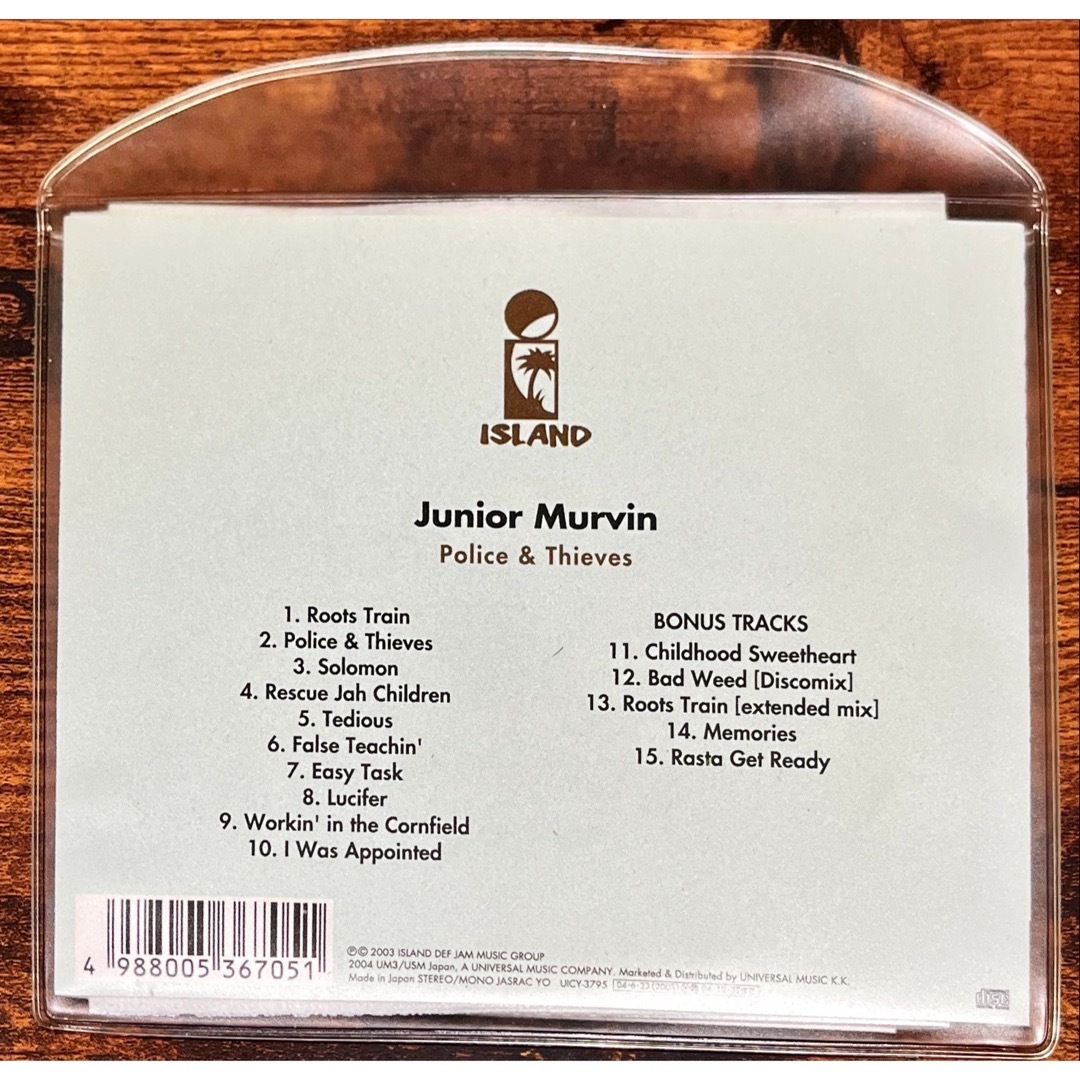 ISLAND
Junior Murvin
Police & Thieves
1. Roots Train
2. Police & Thieves
3. Solomon
4. Rescue Jah Children
5. Tedious
6. False Teachin'
7. Easy Task
8. Lucifer
9. Workin' in the Cornfield
10. I Was Appointed
BONUS TRACKS
11. Childhood Sweetheart
12. Bad Weed [Discomix]
13. Roots Train [extended mix]
14. Memories
15. Rasta Get Ready
4 988005 367051
℗© 2003 ISLAND DEF JAM MUSIC GROUP
2004 UM3/USM Japan, A UNIVERSAL MUSIC COMPANY. Marketed & Distributed by UNIVERSAL MUSIC K.K.
Made in Japan STEREO/MONO JASRAC YO UICY-3795